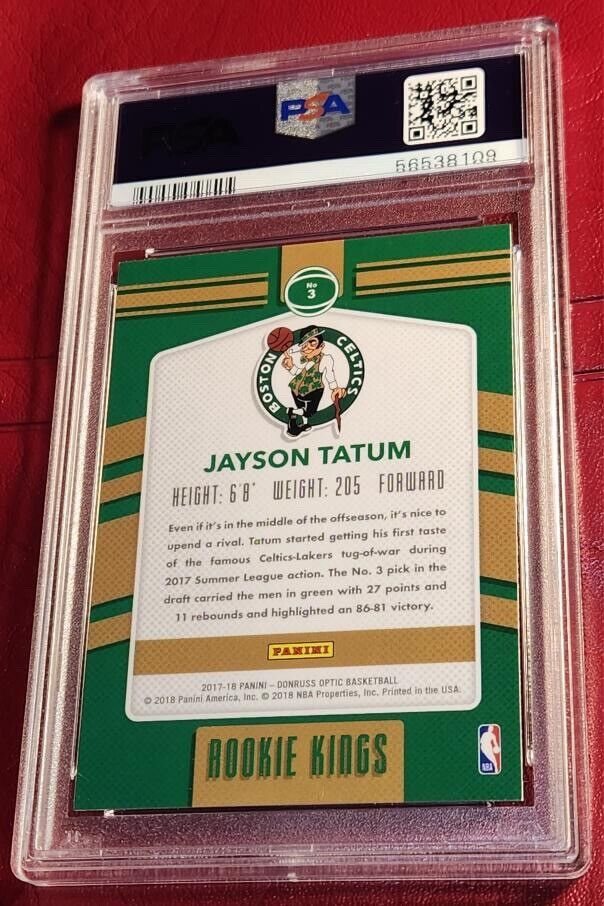 PSA
PSA
56538109
No
3
BOSTON CELTICS
JAYSON TATUM
HEIGHT: 6'8" WEIGHT: 205 FORWARD
Even if it's in the middle of the offseason, it's nice to
upend a rival. Tatum started getting his first taste
of the famous Celtics-Lakers tug-of-war during
2017 Summer League action. The No. 3 pick in the
draft carried the men in green with 27 points and
11 rebounds and highlighted an 86-81 victory.
PANINI
2017-18 PANINI – DONRUSS OPTIC BASKETBALL
© 2018 Panini America, Inc. © 2018 NBA Properties, Inc. Printed in the USA.
ROOKIE KINGS
NBA